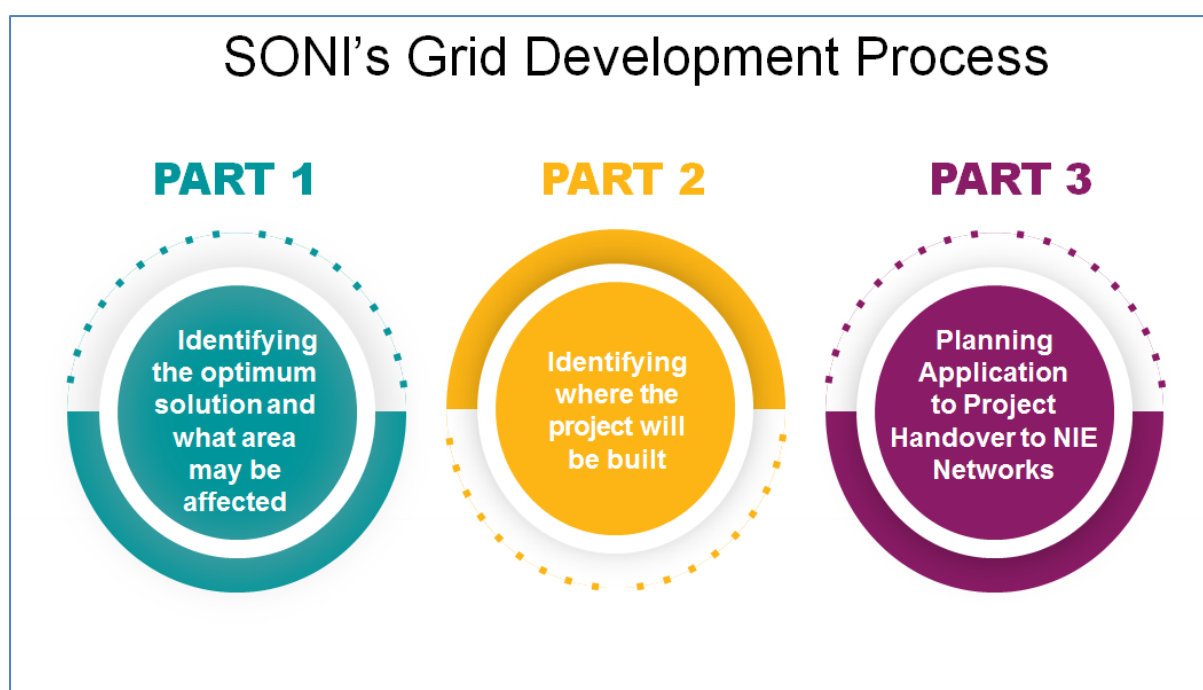 SONI’s Grid Development Process
PART 1
Identifying
the optimum
solution and
what area
may be
affected
PART 2
Identifying
where the
project will
be built
PART 3
Planning
Application
to Project
Handover to NIE
Networks